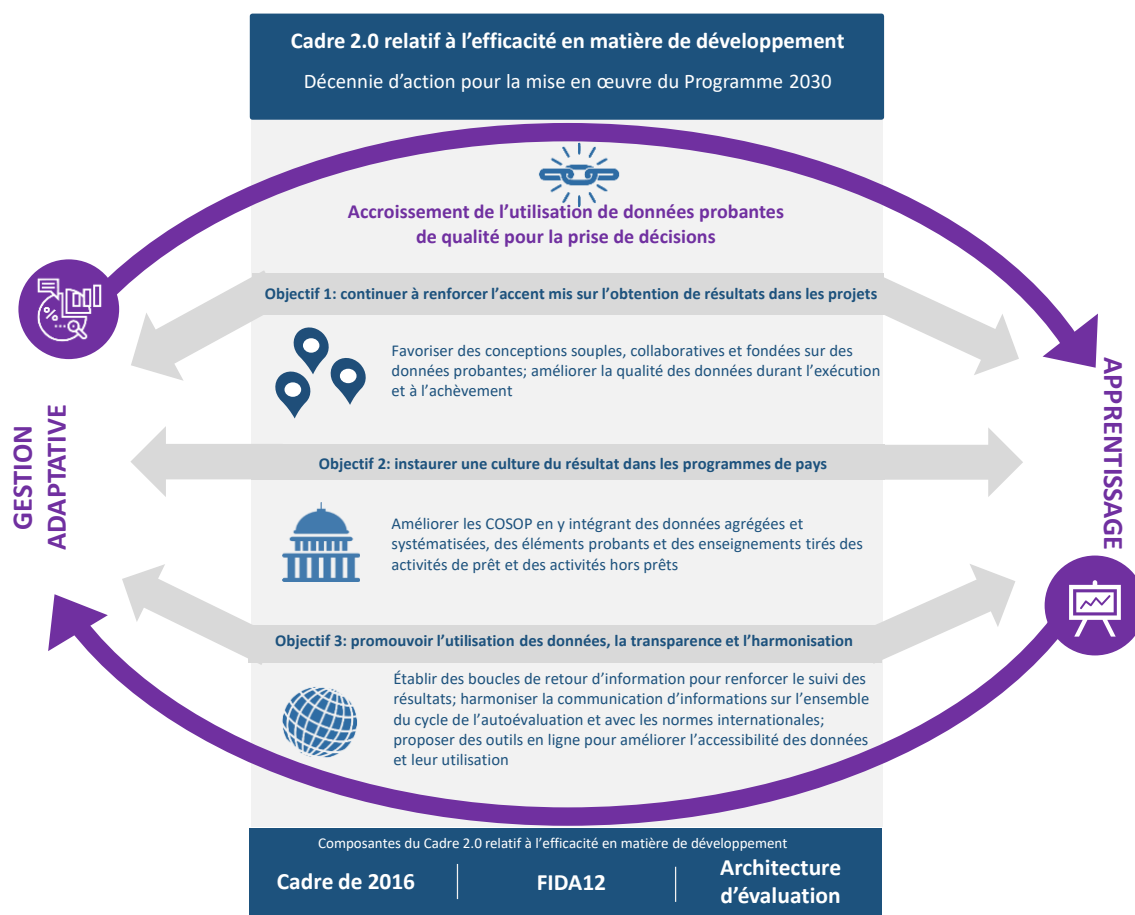 Cadre 2.0 relatif à l’efficacité en matière de développement
Décennie d’action pour la mise en œuvre du Programme 2030
Accroissement de l’utilisation de données probantes
de qualité pour la prise de décisions
Objectif 1: continuer à renforcer l’accent mis sur l’obtention de résultats dans les projets
Favoriser des conceptions souples, collaboratives et fondées sur des
données probantes; améliorer la qualité des données durant l’exécution
et à l’achèvement
GESTION
ADAPTATIVE
APPRENTISSAGE
Objectif 2: instaurer une culture du résultat dans les programmes de pays
Améliorer les COSOP en y intégrant des données agrégées et
systématisées, des éléments probants et des enseignements tirés des
activités de prêt et des activités hors prêts
Objectif 3: promouvoir l’utilisation des données, la transparence et l’harmonisation
Établir des boucles de retour d’information pour renforcer le suivi des
résultats; harmoniser la communication d’informations sur l’ensemble
du cycle de l’autoévaluation et avec les normes internationales;
proposer des outils en ligne pour améliorer l’accessibilité des données
et leur utilisation
Composantes du Cadre 2.0 relatif à l’efficacité en matière de développement
Cadre de 2016
FIDA12
Architecture
d’évaluation